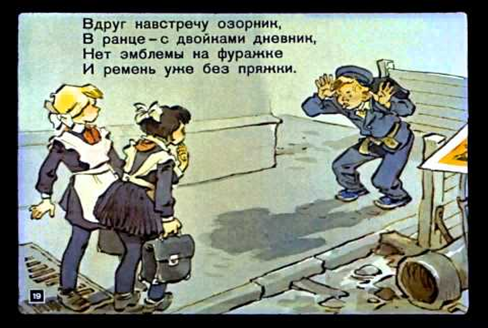 Вдруг навстречу озорник,
В ранце – с двойками дневник,
Нет эмблемы на фуражке
И ремень уже без пряжки.
19